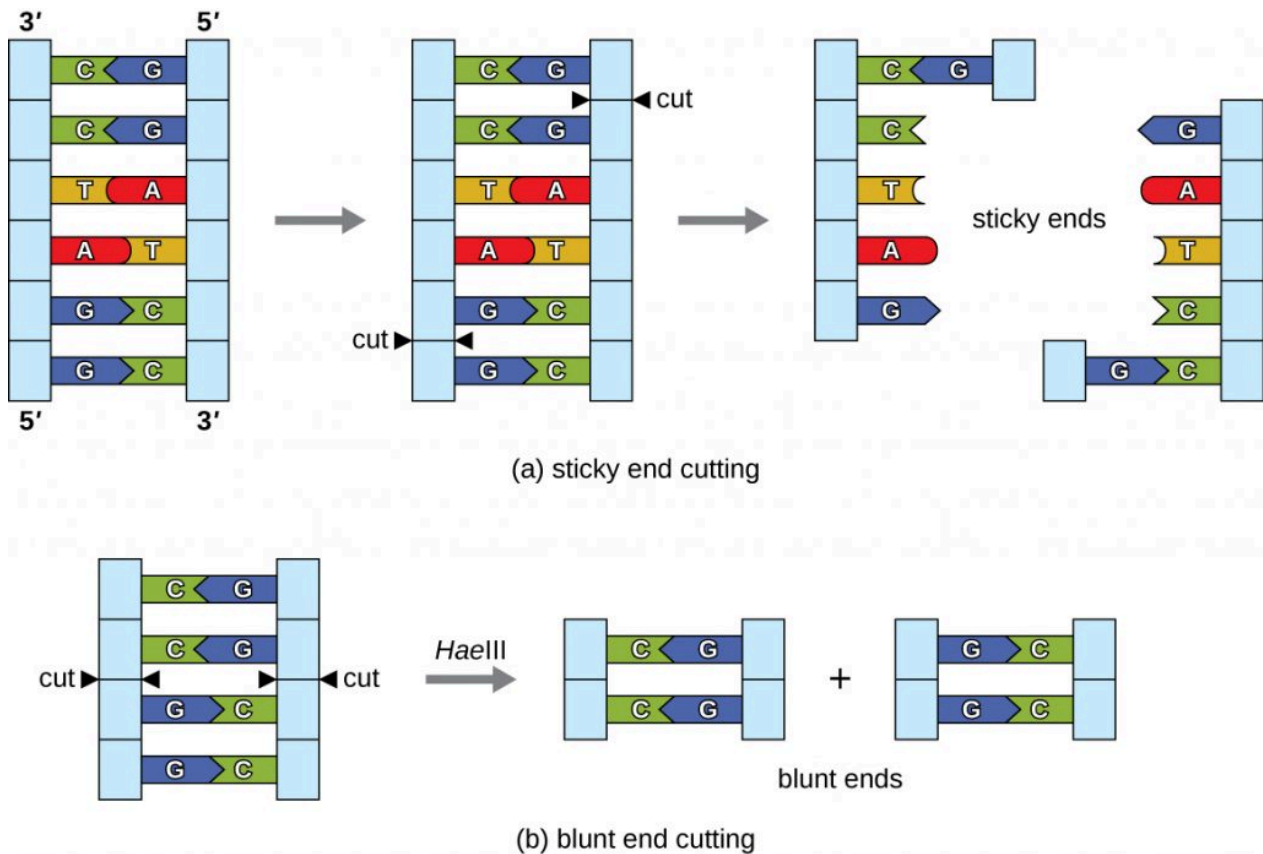 3′ 5′
C G C G C G
cut
C G C G C G
T A T A T A
sticky ends
A T A T A T
G C G C G C
cut
G C G C G C
5′ 3′
(a) sticky end cutting
C G
C G C G G C
HaeIII
cut cut +
G C C G G C
G C
blunt ends
(b) blunt end cutting